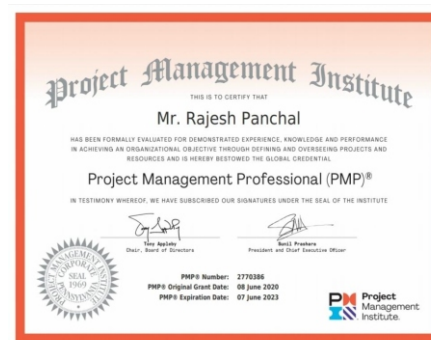 Project Management Institute
THIS IS TO CERTIFY THAT
Mr. Rajesh Panchal
HAS BEEN FORMALLY EVALUATED FOR DEMONSTRATED EXPERIENCE, KNOWLEDGE AND PERFORMANCE
IN ACHIEVING AN ORGANIZATIONAL OBJECTIVE THROUGH DEFINING AND OVERSEEING PROJECTS AND
RESOURCES AND IS HEREBY BESTOWED THE GLOBAL CREDENTIAL
Project Management Professional (PMP)®
IN TESTIMONY WHEREOF, WE HAVE SUBSCRIBED OUR SIGNATURES UNDER THE SEAL OF THE INSTITUTE
Tony Appleby
Chair, Board of Directors
Sunil Prashara
President and Chief Executive Officer
PROJECT MANAGEMENT INSTITUTE
CORPORATE
SEAL
1969
PENNSYLVANIA
PMP® Number: 2770386
PMP® Original Grant Date: 08 June 2020
PMP® Expiration Date: 07 June 2023
Project
Management
Institute.